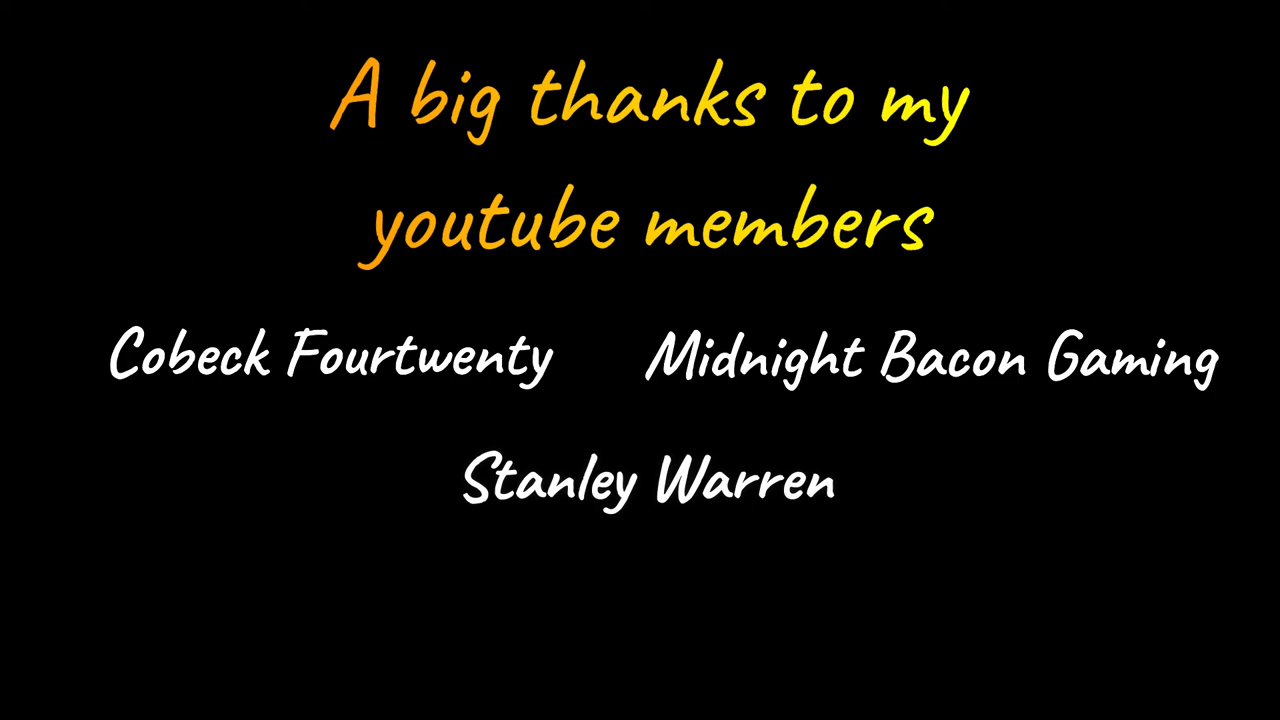 A big thanks to my
youtube members
Cobeck Fourtwenty Midnight Bacon Gaming
Stanley Warren